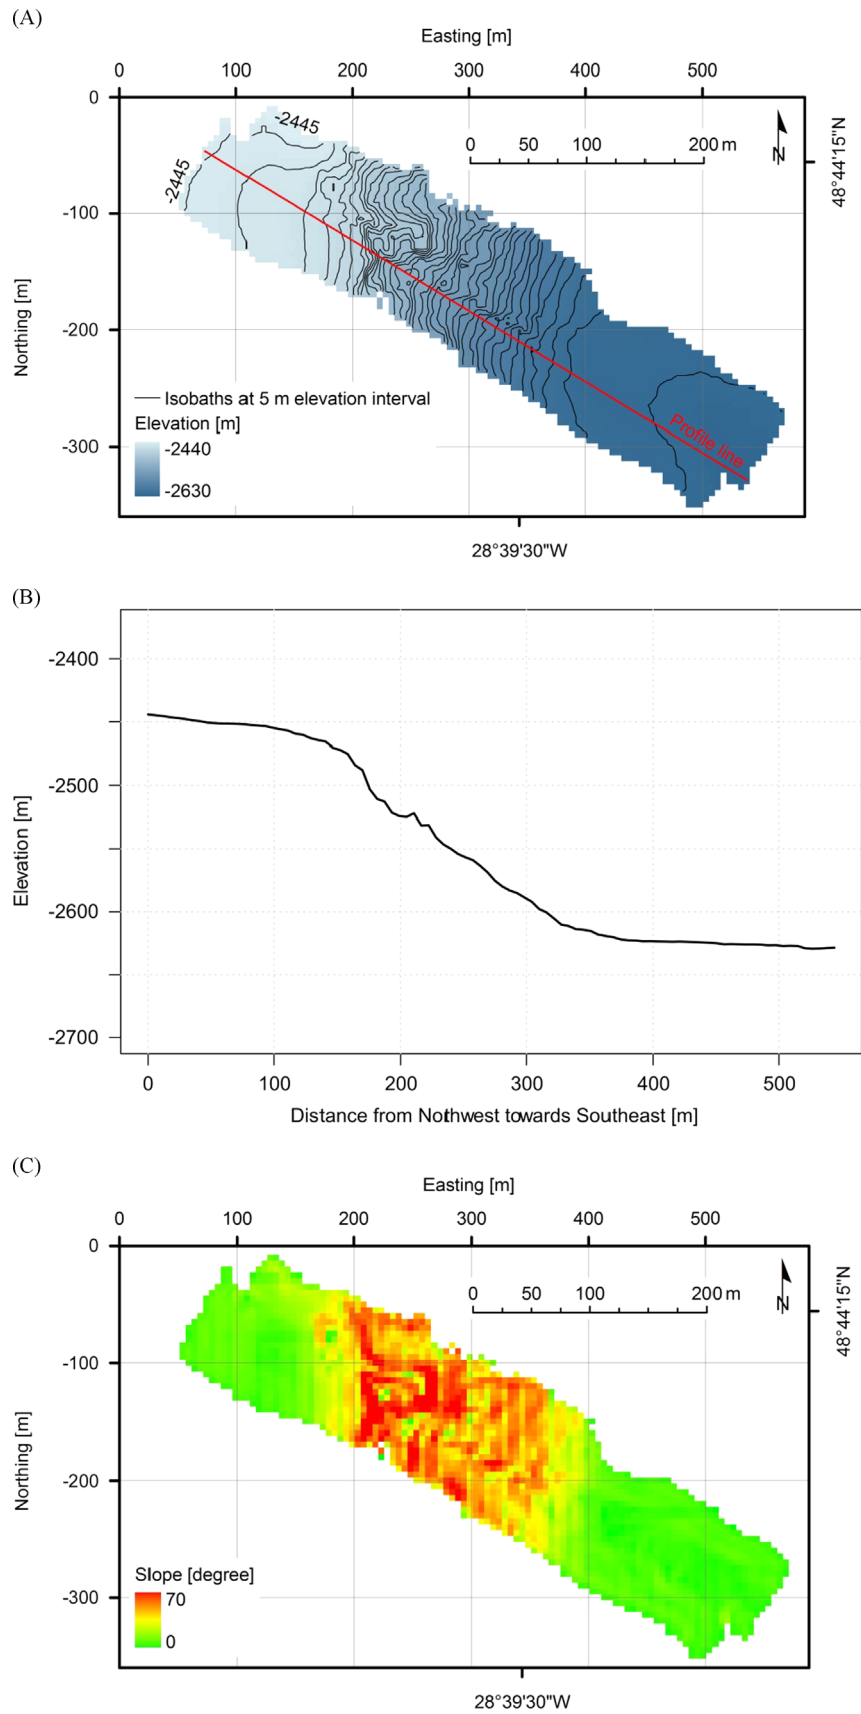 (A)
Easting [m]
0 100 200 300 400 500
0
-100
-200
-300
Northing [m]
-2445
-2445
0 50 100 200 m
N
48°44'15"N
Isobaths at 5 m elevation interval
Elevation [m]
-2440
-2630
Profile line
28°39'30"W
(B)
-2400
-2500
-2600
-2700
Elevation [m]
0 100 200 300 400 500
Distance from Northwest towards Southeast [m]
(C)
Easting [m]
0 100 200 300 400 500
0
-100
-200
-300
Northing [m]
0 50 100 200 m
N
48°44'15"N
Slope [degree]
70
0
28°39'30"W